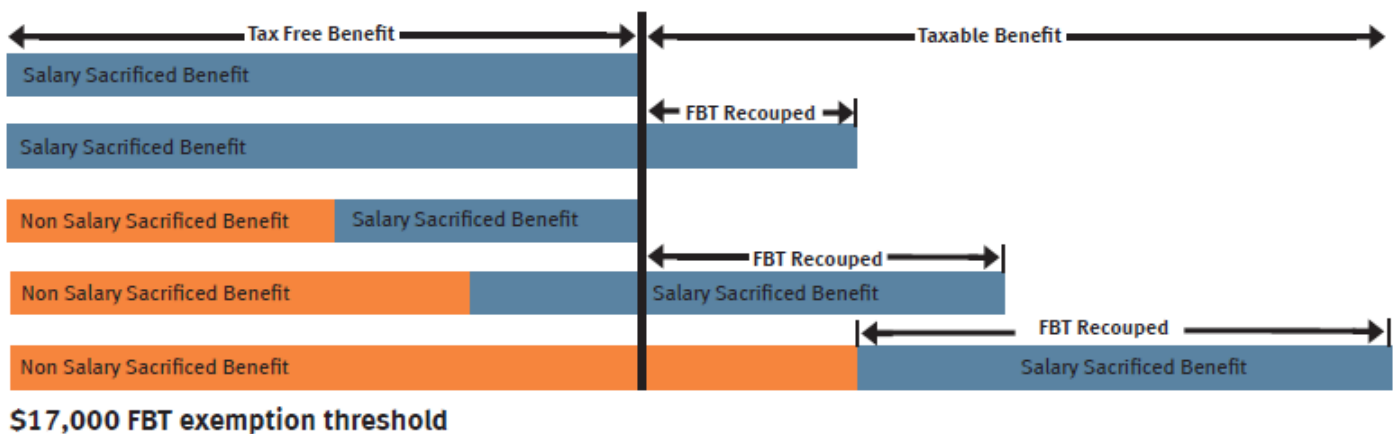 Tax Free Benefit
Taxable Benefit
Salary Sacrificed Benefit
FBT Recouped
Salary Sacrificed Benefit
Non Salary Sacrificed Benefit
Salary Sacrificed Benefit
FBT Recouped
Non Salary Sacrificed Benefit
Salary Sacrificed Benefit
FBT Recouped
Non Salary Sacrificed Benefit
Salary Sacrificed Benefit
$17,000 FBT exemption threshold